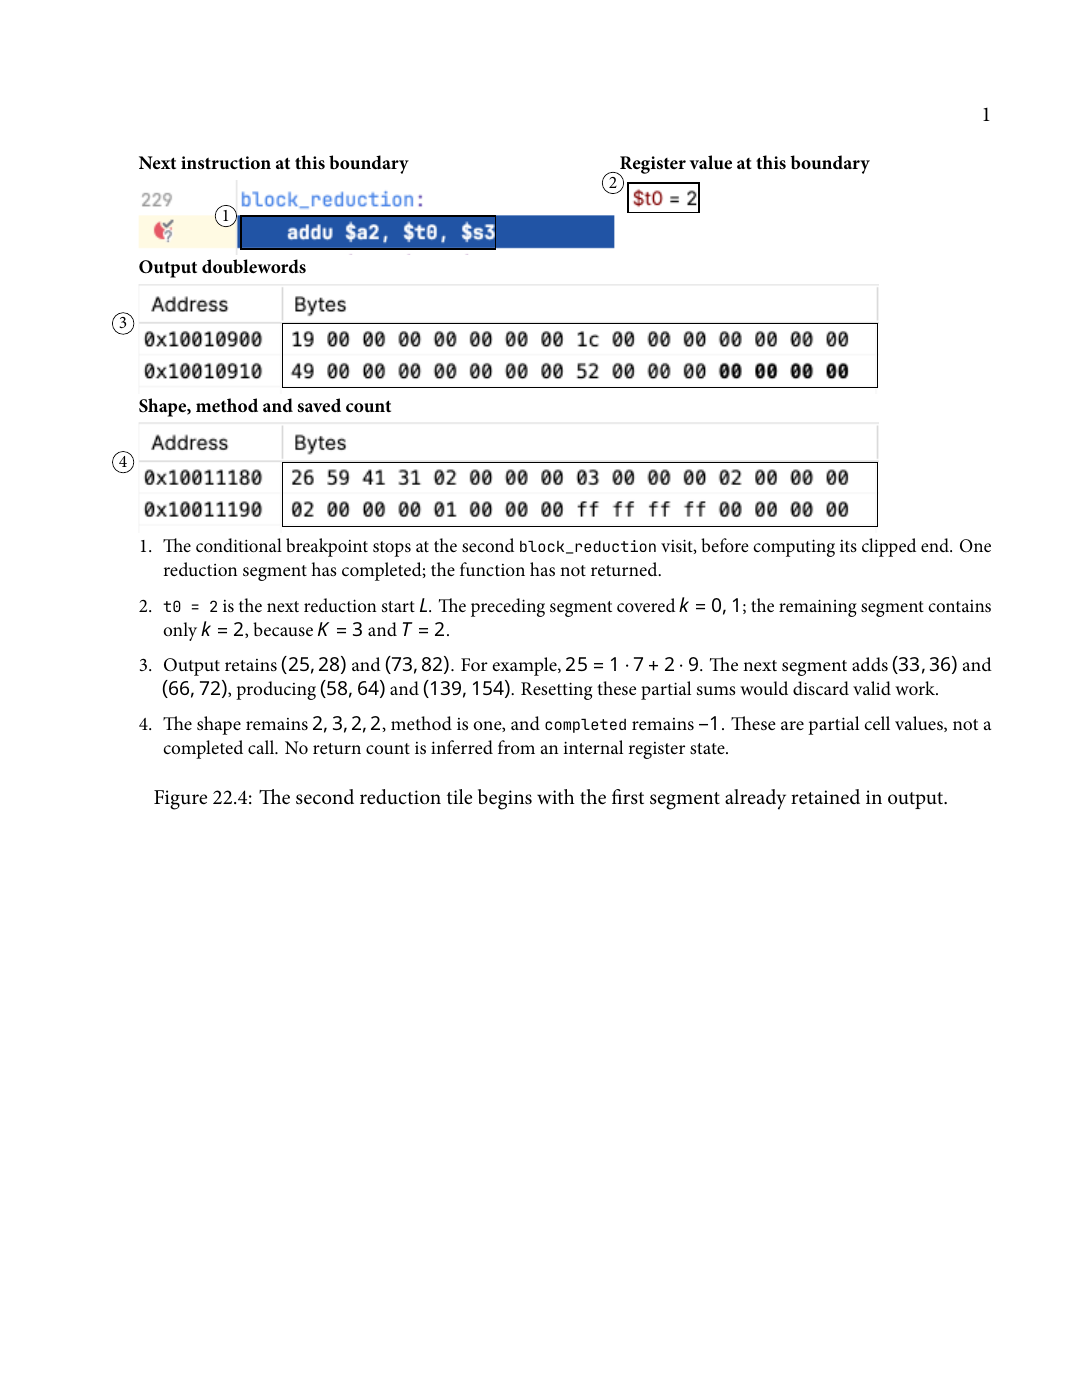 1
Next instruction at this boundary
Register value at this boundary
229 block_reduction:
2 $t0 = 2
1 addu $a2, $t0, $s3
Output doublewords
Address Bytes
3 0x10010900 19 00 00 00 00 00 00 00 1c 00 00 00 00 00 00 00
0x10010910 49 00 00 00 00 00 00 00 52 00 00 00 00 00 00 00
Shape, method and saved count
Address Bytes
4 0x10011180 26 59 41 31 02 00 00 00 03 00 00 00 02 00 00 00
0x10011190 02 00 00 00 01 00 00 00 ff ff ff ff 00 00 00 00
1. The conditional breakpoint stops at the second block_reduction visit, before computing its clipped end. One
reduction segment has completed; the function has not returned.
2. t0 = 2 is the next reduction start L. The preceding segment covered k = 0, 1; the remaining segment contains
only k = 2, because K = 3 and T = 2.
3. Output retains (25, 28) and (73, 82). For example, 25 = 1 · 7 + 2 · 9. The next segment adds (33, 36) and
(66, 72), producing (58, 64) and (139, 154). Resetting these partial sums would discard valid work.
4. The shape remains 2, 3, 2, 2, method is one, and completed remains −1. These are partial cell values, not a
completed call. No return count is inferred from an internal register state.
Figure 22.4: The second reduction tile begins with the first segment already retained in output.